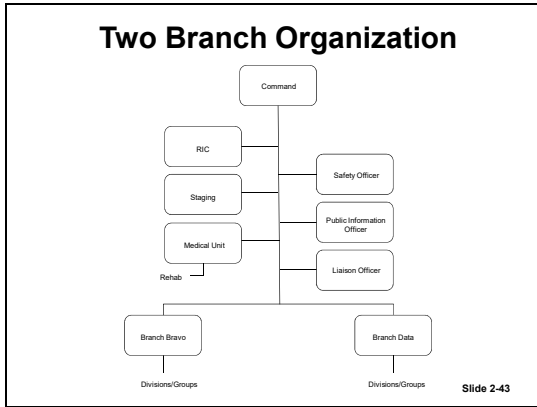 Two Branch Organization
Command
RIC
Safety Officer
Staging
Public Information
Officer
Medical Unit
Liaison Officer
Rehab
Branch Bravo
Branch Data
Divisions/Groups
Divisions/Groups
Slide 2-43